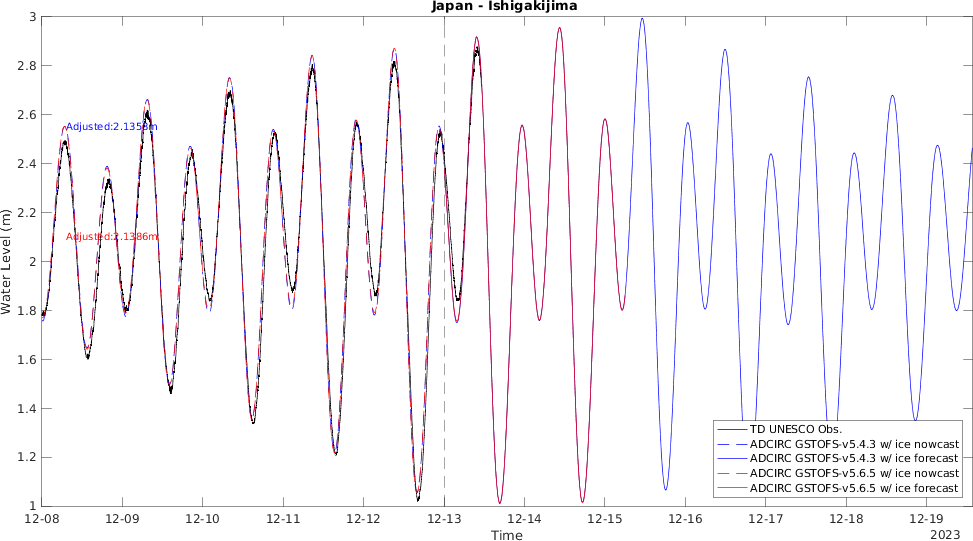 Japan - Ishigakijima
3
2.8
2.6
2.4
2.2
2
1.8
1.6
1.4
1.2
1
Water Level (m)
Adjusted:2.1358m
Adjusted:2.1386m
TD UNESCO Obs.
ADCIRC GSTOFS-v5.4.3 w/ ice nowcast
ADCIRC GSTOFS-v5.4.3 w/ ice forecast
ADCIRC GSTOFS-v5.6.5 w/ ice nowcast
ADCIRC GSTOFS-v5.6.5 w/ ice forecast
12-08 12-09 12-10 12-11 12-12 12-13 12-14 12-15 12-16 12-17 12-18 12-19
Time
2023